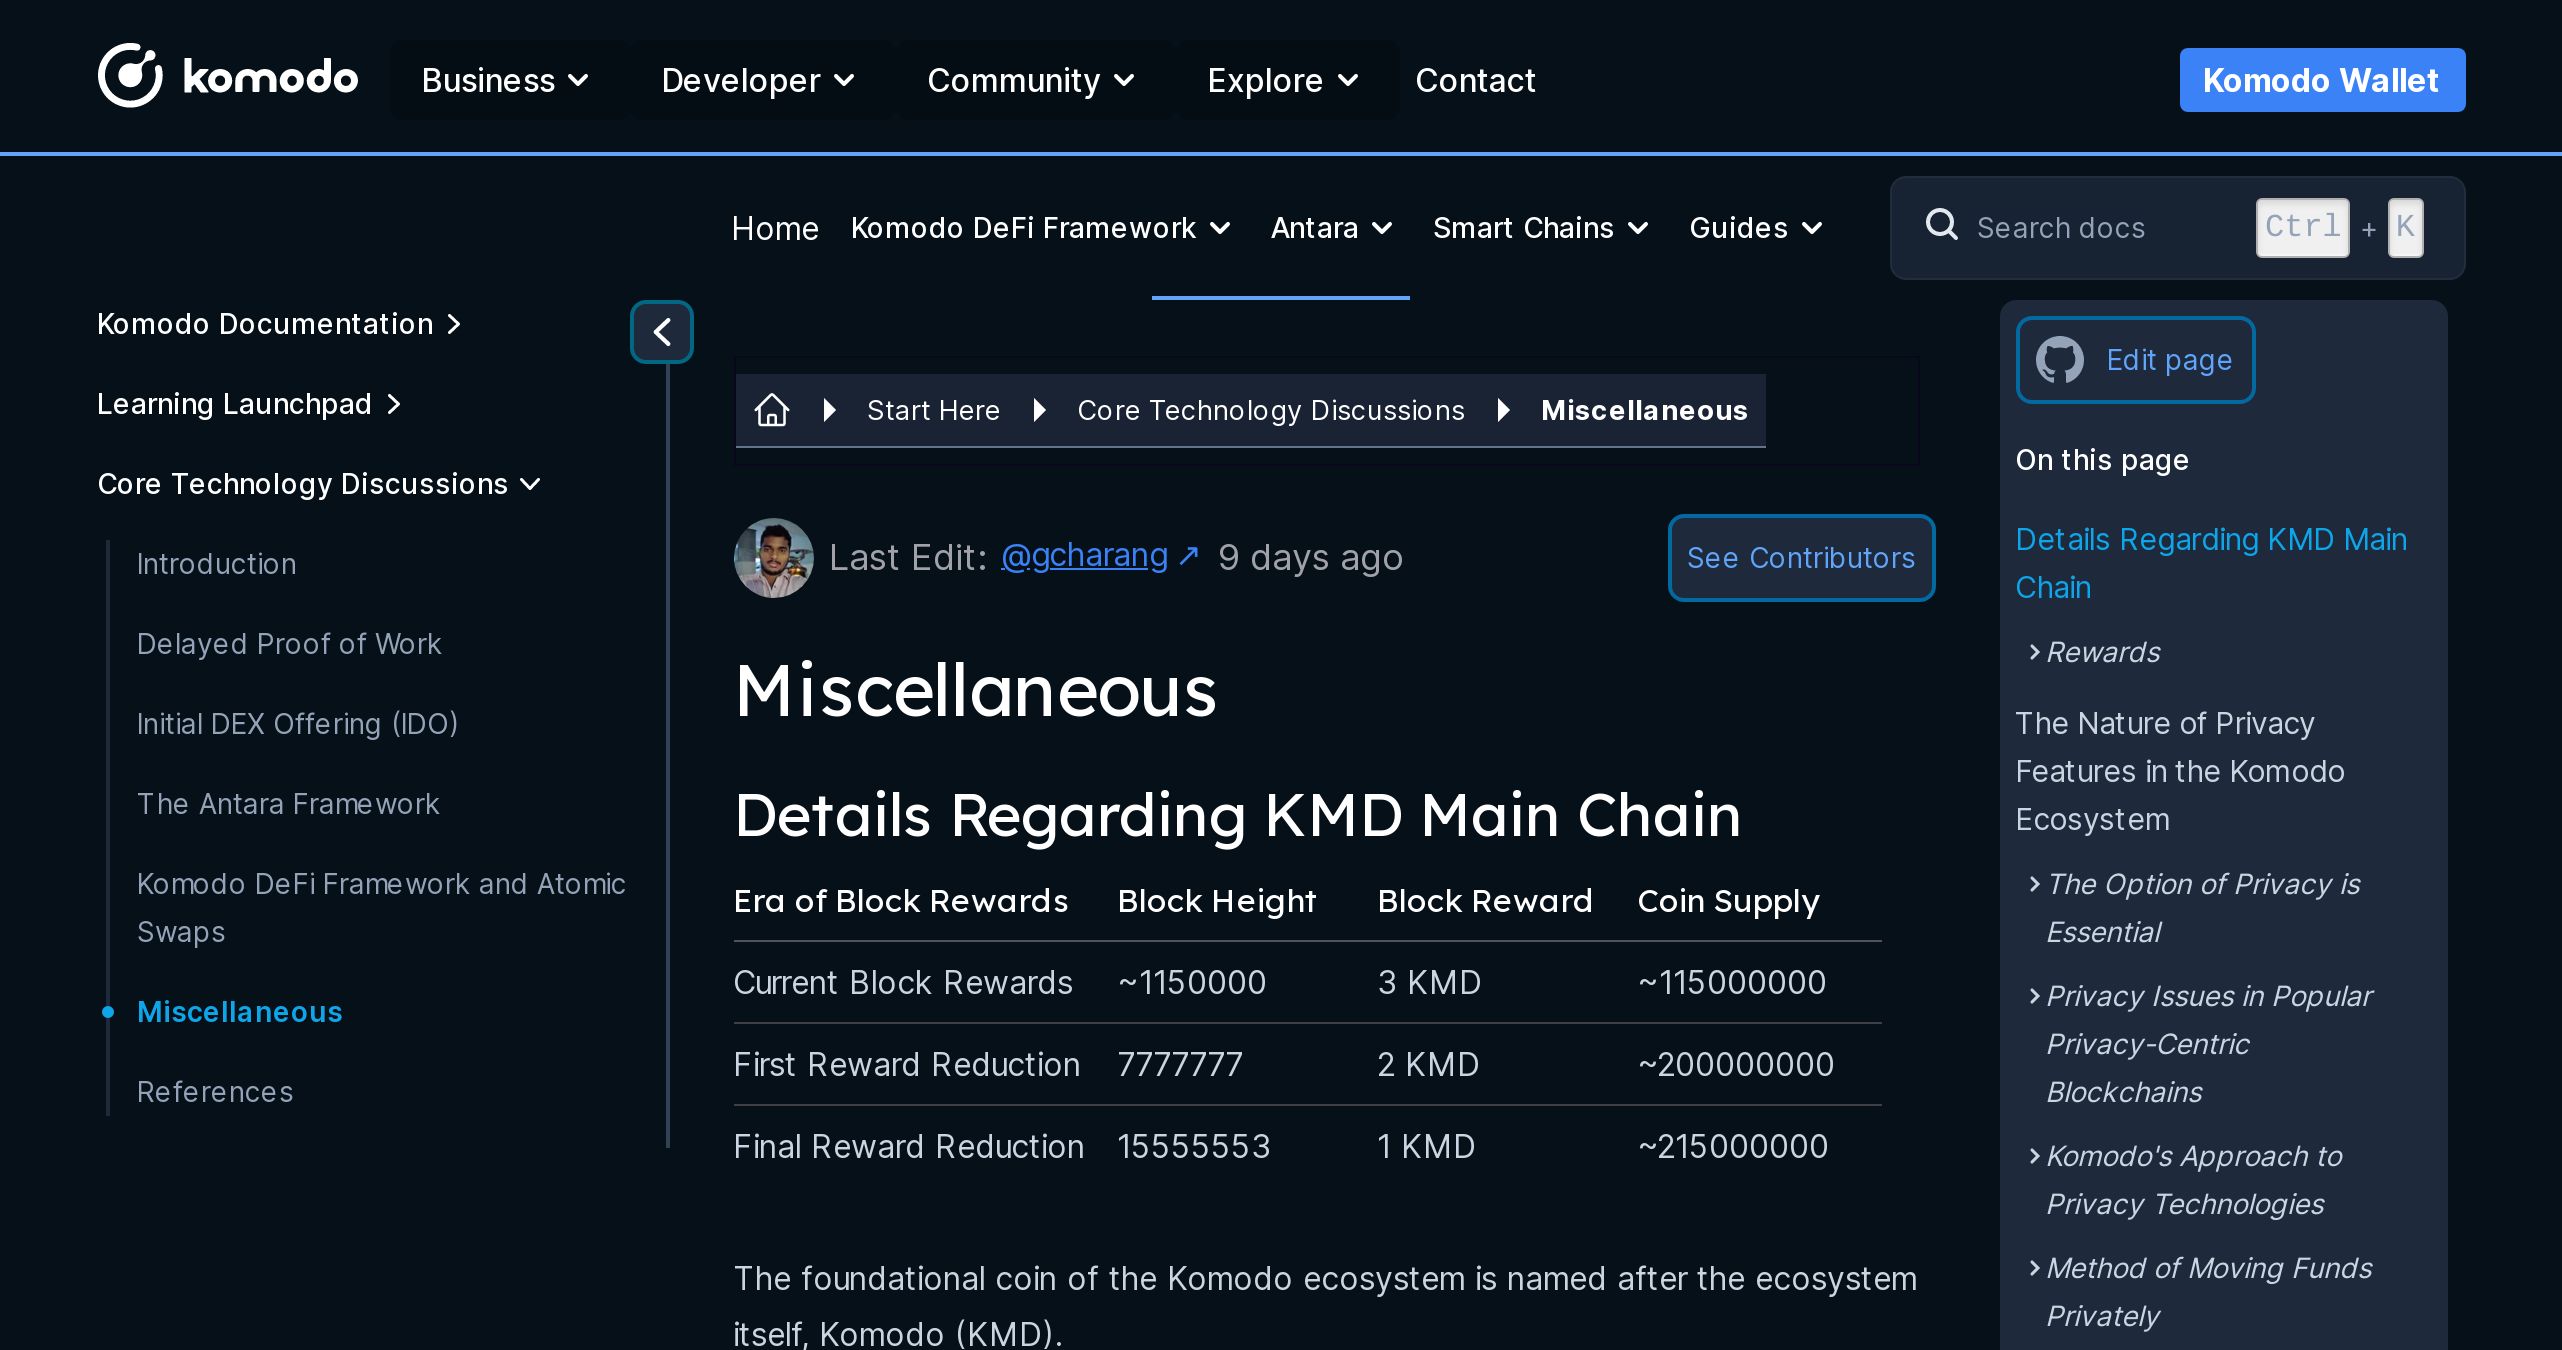 komodo Business Developer Community Explore Contact Komodo Wallet
Home Komodo DeFi Framework Antara Smart Chains Guides Search docs Ctrl + K
Komodo Documentation
Learning Launchpad
Core Technology Discussions
Introduction
Delayed Proof of Work
Initial DEX Offering (IDO)
The Antara Framework
Komodo DeFi Framework and Atomic
Swaps
Miscellaneous
References
Start Here Core Technology Discussions Miscellaneous
Last Edit: @gcharang ↗ 9 days ago See Contributors
Miscellaneous
Details Regarding KMD Main Chain
Era of Block Rewards Block Height Block Reward Coin Supply
Current Block Rewards ~1150000 3 KMD ~115000000
First Reward Reduction 7777777 2 KMD ~200000000
Final Reward Reduction 15555553 1 KMD ~215000000
The foundational coin of the Komodo ecosystem is named after the ecosystem
itself, Komodo (KMD).
Edit page
On this page
Details Regarding KMD Main
Chain
Rewards
The Nature of Privacy
Features in the Komodo
Ecosystem
The Option of Privacy is
Essential
Privacy Issues in Popular
Privacy-Centric
Blockchains
Komodo's Approach to
Privacy Technologies
Method of Moving Funds
Privately